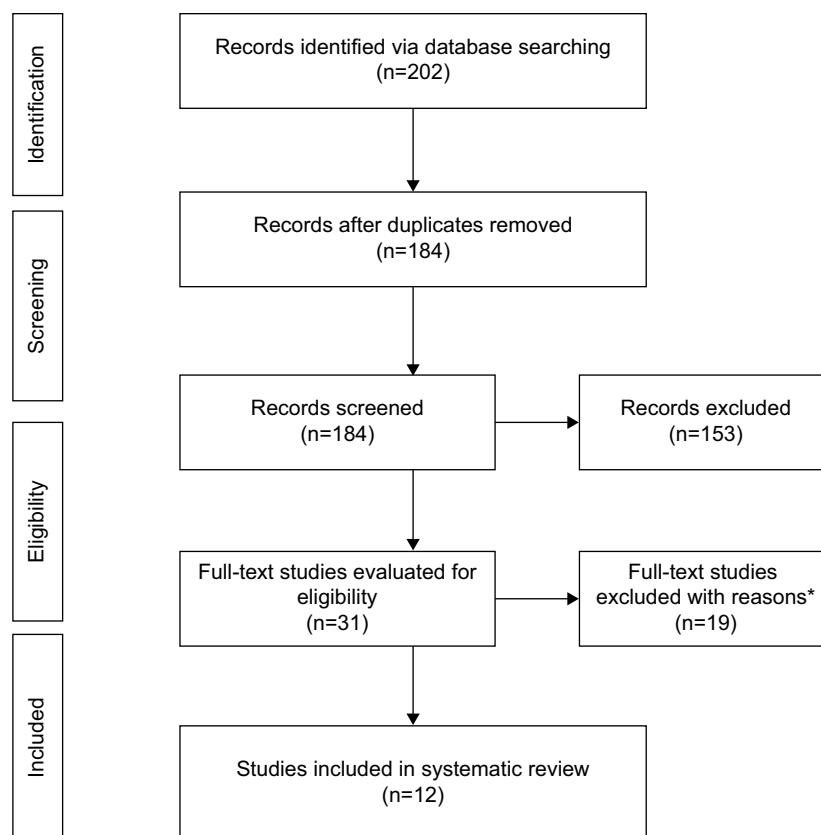 Identification
Records identified via database searching
(n=202)
Records after duplicates removed
(n=184)
Screening
Records screened
(n=184)
Records excluded
(n=153)
Eligibility
Full-text studies evaluated for
eligibility
(n=31)
Full-text studies
excluded with reasons*
(n=19)
Included
Studies included in systematic review
(n=12)